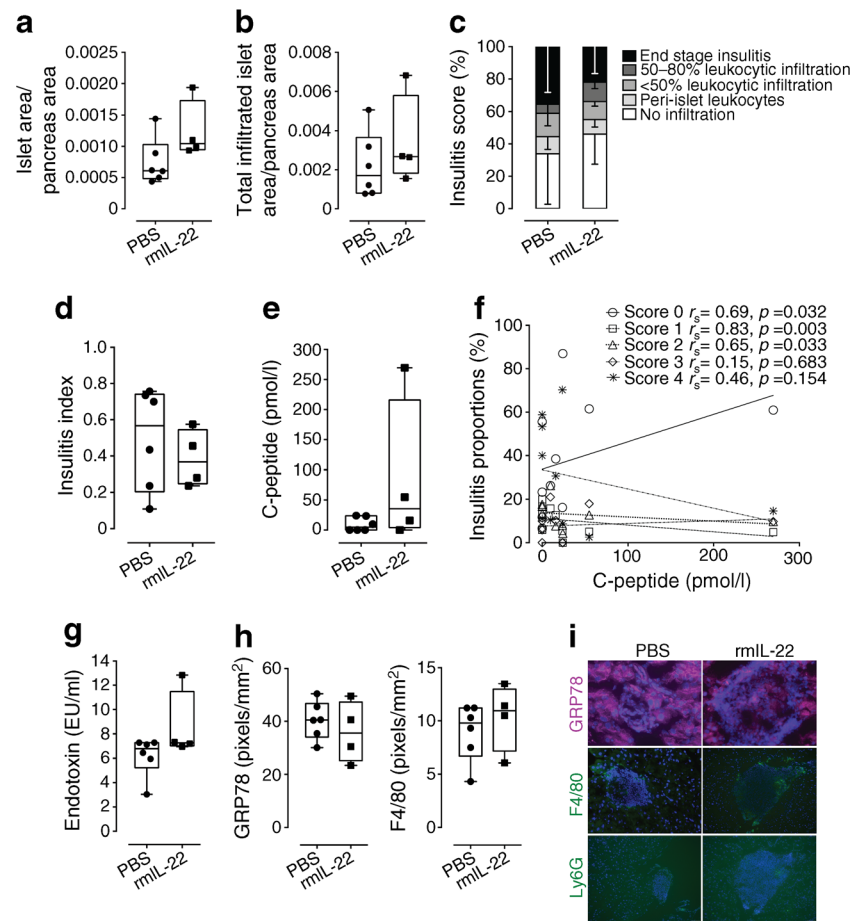 a
Islet area/
pancreas area
0.0025
0.0020
0.0015
0.0010
0.0005
0
PBS
rmIL-22
b
Total infiltrated islet
area/pancreas area
0.008
0.006
0.004
0.002
0
PBS
rmIL-22
c
Insulitis score (%)
100
80
60
40
20
0
PBS
rmIL-22
End stage insulitis
50–80% leukocytic infiltration
<50% leukocytic infiltration
Peri-islet leukocytes
No infiltration
d
Insulitis index
1.0
0.8
0.6
0.4
0.2
0
PBS
rmIL-22
e
C-peptide (pmol/l)
300
250
200
150
100
50
0
PBS
rmIL-22
f
Insulitis proportions (%)
100
80
60
40
20
0
0
100
200
300
C-peptide (pmol/l)
Score 0 rs= 0.69, p =0.032
Score 1 rs= 0.83, p =0.003
Score 2 rs= 0.65, p =0.033
Score 3 rs= 0.15, p =0.683
Score 4 rs= 0.46, p =0.154
g
Endotoxin (EU/ml)
14
12
10
8
6
4
2
0
PBS
rmIL-22
h
GRP78 (pixels/mm²)
60
40
20
0
PBS
rmIL-22
F4/80 (pixels/mm²)
15
10
5
0
PBS
rmIL-22
i
PBS
rmIL-22
GRP78
F4/80
Ly6G